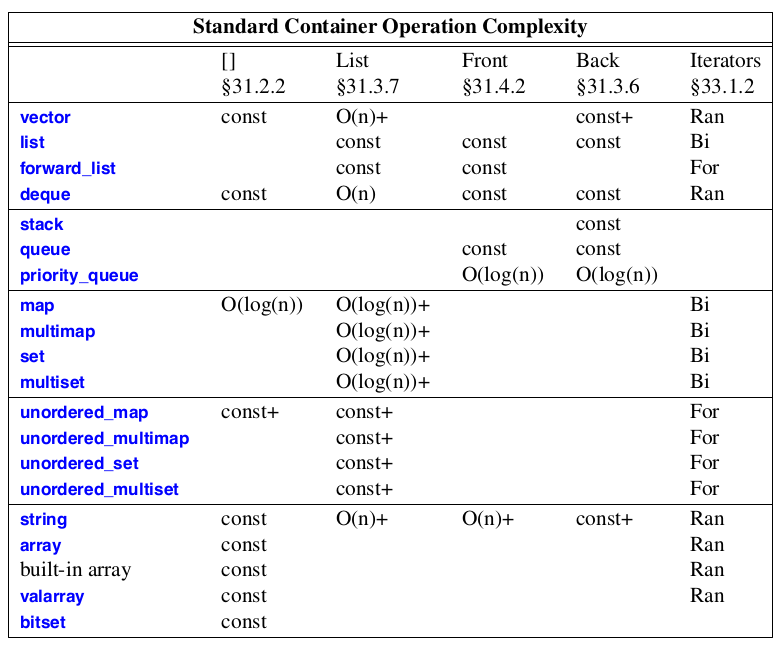 Standard Container Operation Complexity
[] List Front Back Iterators
§31.2.2 §31.3.7 §31.4.2 §31.3.6 §33.1.2
vector const O(n)+ const+ Ran
list const const const Bi
forward_list const const For
deque const O(n) const const Ran
stack const
queue const const
priority_queue O(log(n)) O(log(n))
map O(log(n)) O(log(n))+ Bi
multimap O(log(n))+ Bi
set O(log(n))+ Bi
multiset O(log(n))+ Bi
unordered_map const+ const+ For
unordered_multimap const+ For
unordered_set const+ For
unordered_multiset const+ For
string const O(n)+ O(n)+ const+ Ran
array const Ran
built-in array const Ran
valarray const Ran
bitset const